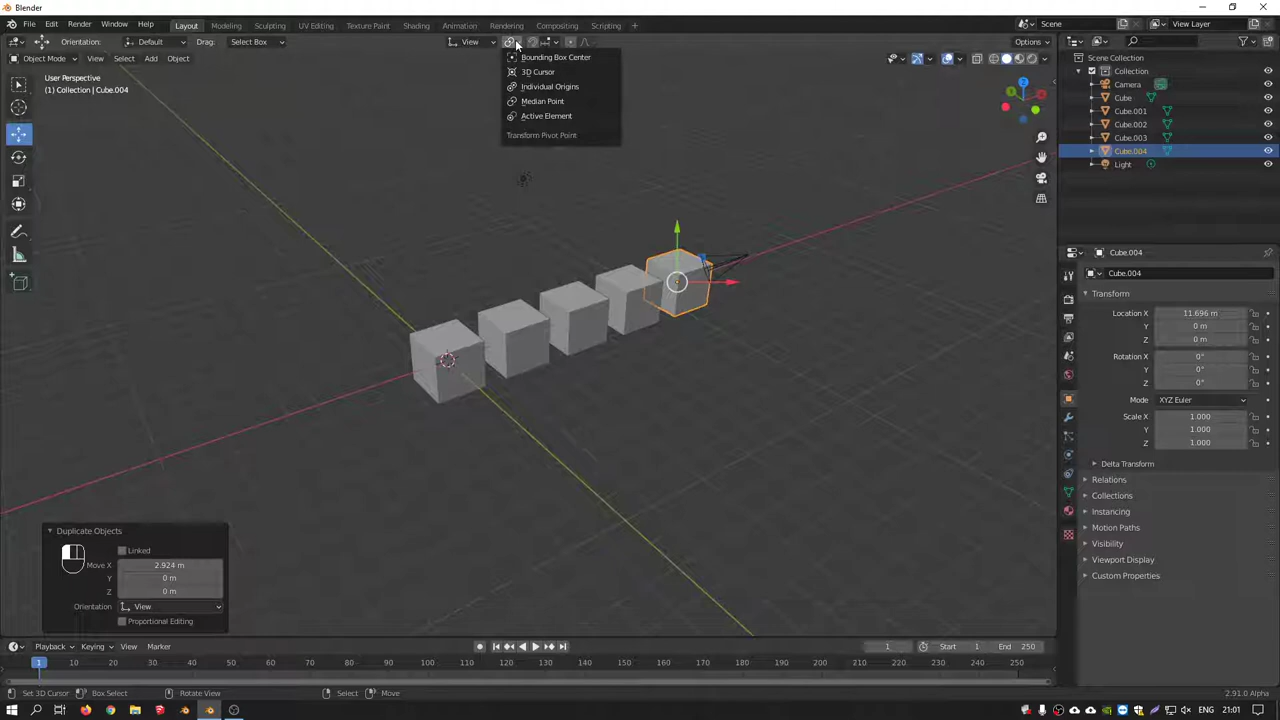 Blender
File Edit Render Window Help
Layout Modeling Sculpting UV Editing Texture Paint Shading Animation Rendering Compositing Scripting +
Scene
View Layer
Orientation: Default Drag: Select Box
View
Options
Object Mode View Select Add Object
User Perspective
(1) Collection | Cube.004
Bounding Box Center
3D Cursor
Individual Origins
Median Point
Active Element
Transform Pivot Point
Scene Collection
Collection
Camera
Cube
Cube.001
Cube.002
Cube.003
Cube.004
Light
Cube.004
Cube.004
Transform
Location X 11.696 m
Y 0 m
Z 0 m
Rotation X 0°
Y 0°
Z 0°
Mode XYZ Euler
Scale X 1.000
Y 1.000
Z 1.000
Delta Transform
Relations
Collections
Instancing
Motion Paths
Visibility
Viewport Display
Custom Properties
Duplicate Objects
Linked
Move X 2.924 m
Y 0 m
Z 0 m
Orientation View
Proportional Editing
Playback Keying View Marker
1 Start 1 End 250
1 10 20 30 40 50 60 70 80 90 100 110 120 130 140 150 160 170 180 190 200 210 220 230 240 250
Set 3D Cursor Box Select Rotate View Select Move 2.91.0 Alpha
ENG 21:01